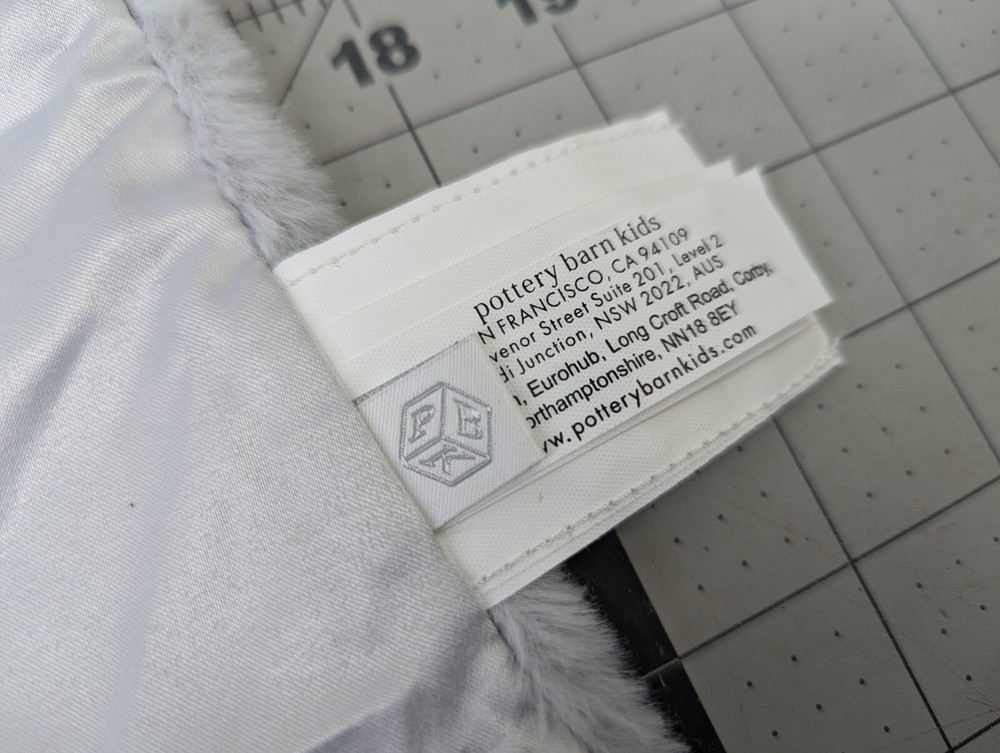 18
19
pottery barn kids
N FRANCISCO, CA 94109
venor Street Suite 201, Level 2
di Junction, NSW 2022, AUS
, Eurohub, Long Croft Road, Corby,
orthamptonshire, NN18 8EY
w.potterybarnkids.com
P B
K